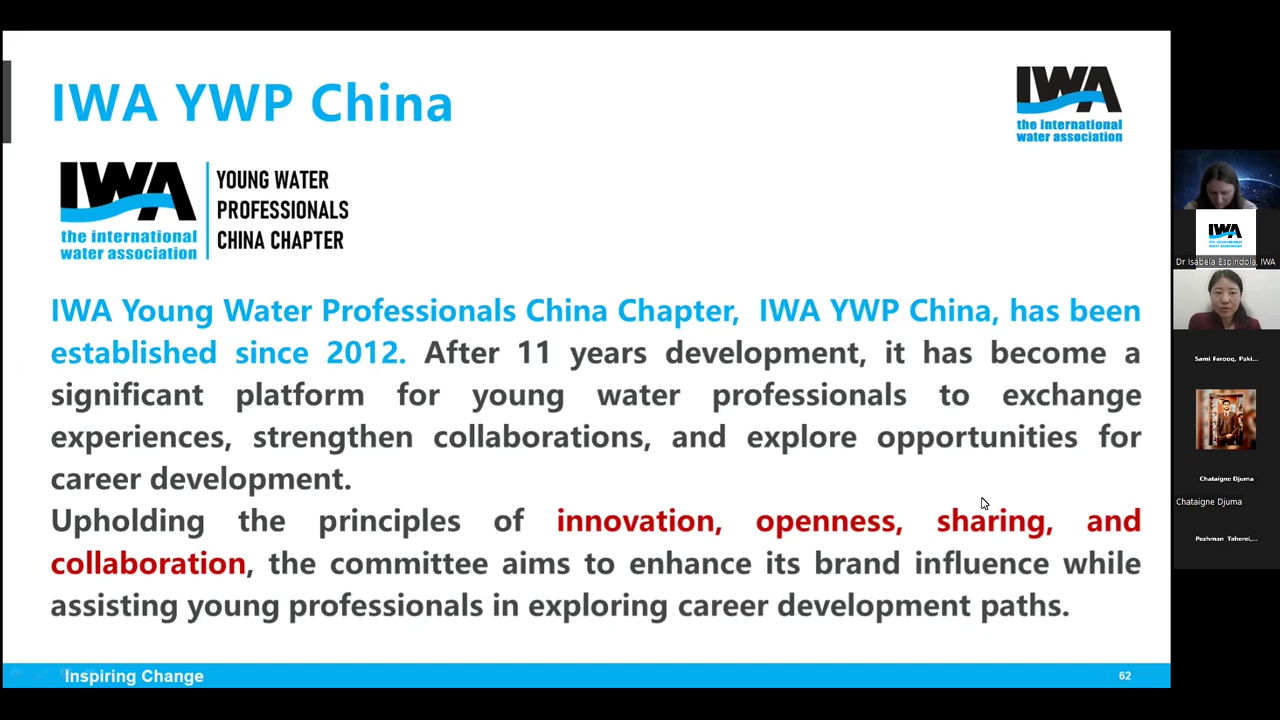 IWA YWP China
IWA
the international
water association
IWA
the international
water association
YOUNG WATER
PROFESSIONALS
CHINA CHAPTER
IWA Young Water Professionals China Chapter, IWA YWP China, has been
established since 2012. After 11 years development, it has become a
significant platform for young water professionals to exchange
experiences, strengthen collaborations, and explore opportunities for
career development.
Upholding the principles of innovation, openness, sharing, and
collaboration, the committee aims to enhance its brand influence while
assisting young professionals in exploring career development paths.
Inspiring Change
62
IWA
Dr Isabela Espindola, IWA
Sami Farooq, Paki...
Chataigne Djuma
Chataigne Djuma
Pezhman Taherei,...